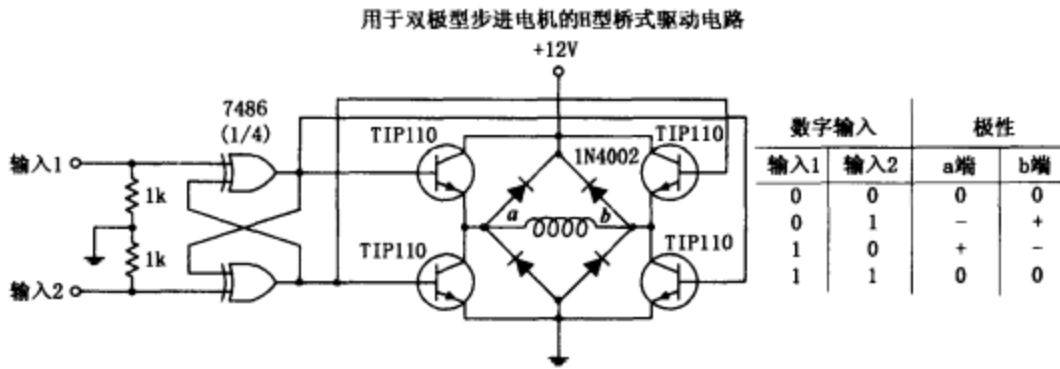 用于双极型步进电机的H型桥式驱动电路
+12V
7486
(1/4)
TIP110
TIP110
输入1
1k
1N4002
a
b
1k
TIP110
TIP110
输入2
数字输入 极性
输入1 输入2 a端 b端
0 0 0 0
0 1 - +
1 0 + -
1 1 0 0